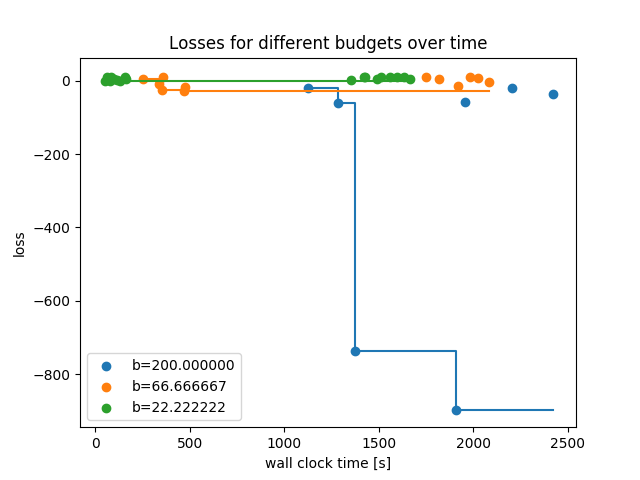 Losses for different budgets over time
0
−200
−400
−600
−800
loss
b=200.000000
b=66.666667
b=22.222222
0
500
1000
1500
2000
2500
wall clock time [s]